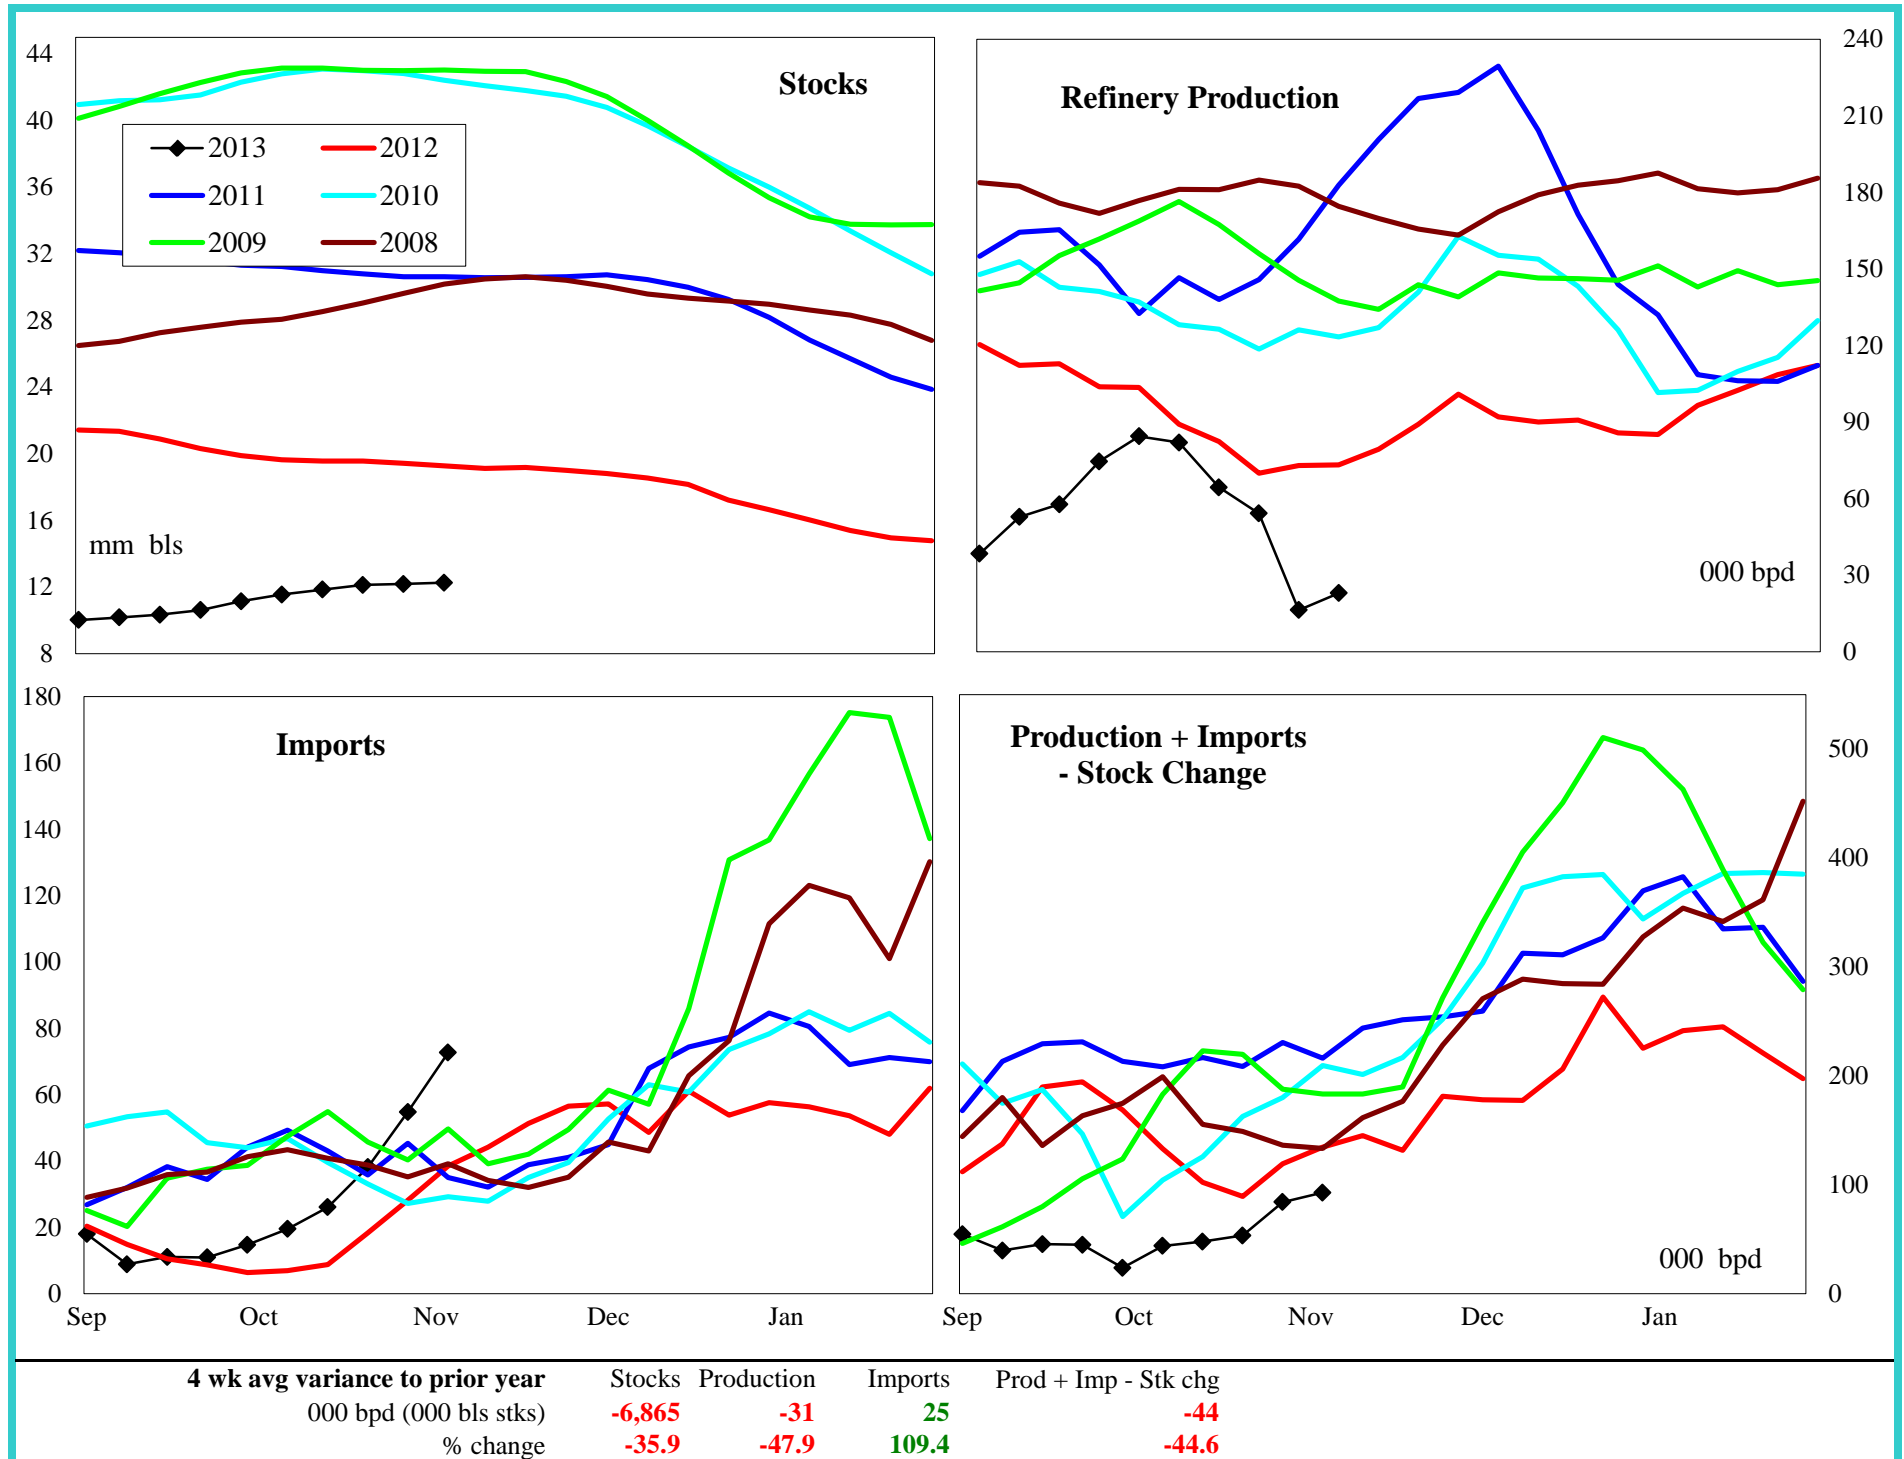 44
40
36
32
28
24
20
16
12
8
Stocks
2013 2012
2011 2010
2009 2008
mm bls
Refinery Production
240
210
180
150
120
90
60
30
0
000 bpd
180
160
140
120
100
80
60
40
20
0
Imports
Sep Oct Nov Dec Jan
Production + Imports
- Stock Change
500
400
300
200
100
0
000 bpd
Sep Oct Nov Dec Jan
4 wk avg variance to prior year Stocks Production Imports Prod + Imp - Stk chg
000 bpd (000 bls stks) -6,865 -31 25 -44
% change -35.9 -47.9 109.4 -44.6